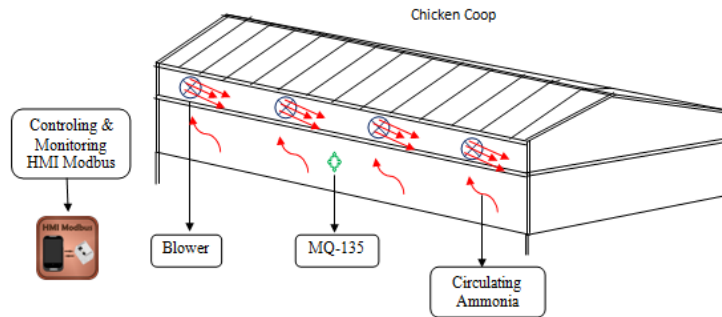 Chicken Coop
Controling &
Monitoring
HMI Modbus
HMI Modbus
Blower
MQ-135
Circulating
Ammonia